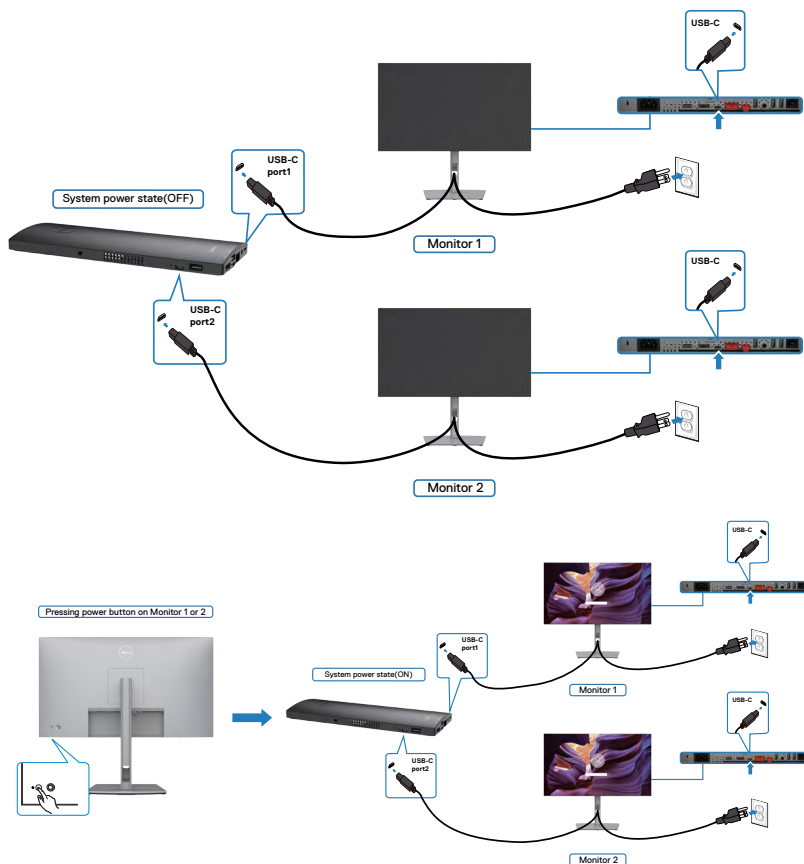 USB-C
USB-C
port1
System power state(OFF)
Monitor 1
USB-C
USB-C
port2
Monitor 2
USB-C
Pressing power button on Monitor 1 or 2
DELL
USB-C
port1
System power state(ON)
Monitor 1
USB-C
USB-C
port2
Monitor 2